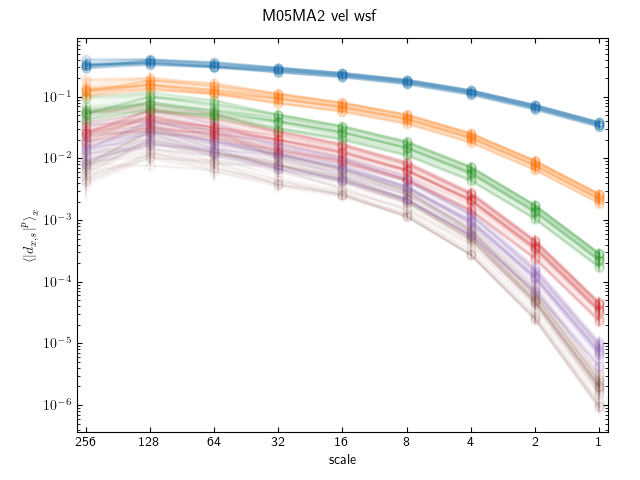 M05MA2 vel wsf
⟨|d_{x,s}|^p⟩_x
10^{-1}
10^{-2}
10^{-3}
10^{-4}
10^{-5}
10^{-6}
256 128 64 32 16 8 4 2 1
scale